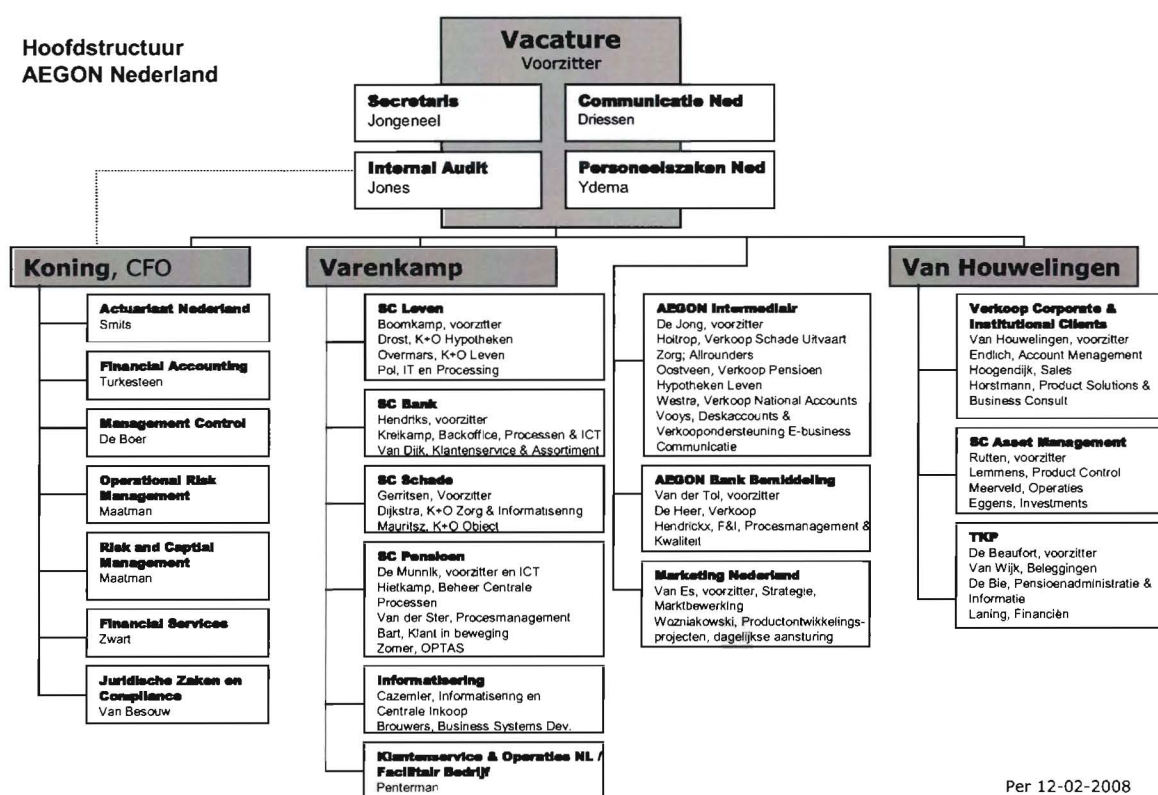 Hoofdstructuur
AEGON Nederland
Vacature
Voorzitter
Secretaris
Jongeneel
Communicatie Ned
Driessen
Internal Audit
Jones
Personeelszaken Ned
Ydema
Koning, CFO
Actuariaat Nederland
Smits
Financial Accounting
Turkesteen
Management Control
De Boer
Operational Risk
Management
Maatman
Risk and Captial
Management
Maatman
Financial Services
Zwart
Juridische Zaken en
Compliance
Van Besouw
Varenkamp
SC Leven
Boomkamp, voorzitter
Drost, K+O Hypotheken
Overmars, K+O Leven
Pol, IT en Processing
SC Bank
Hendriks, voorzitter
Kreikamp, Backoffice, Processen & ICT
Van Dijk, Klantenservice & Assortiment
SC Schade
Gerritsen, Voorzitter
Dijkstra, K+O Zorg & Informatisering
Mauritsz, K+O Object
SC Pensioen
De Munnik, voorzitter en ICT
Hietkamp, Beheer Centrale
Processen
Van der Ster, Procesmanagement
Bart, Klant in beweging
Zomer, OPTAS
Informatisering
Cazemier, Informatisering en
Centrale Inkoop
Brouwers, Business Systems Dev.
Klantenservice & Operaties NL /
Facilitair Bedrijf
Penterman
AEGON Intermediair
De Jong, voorzitter
Holtrop, Verkoop Schade Uitvaart
Zorg; Allrounders
Oostveen, Verkoop Pensioen
Hypotheken Leven
Westra, Verkoop National Accounts
Vooys, Deskaccounts &
Verkoopondersteuning E-business
Communicatie
AEGON Bank Bemiddeling
Van der Tol, voorzitter
De Heer, Verkoop
Hendrickx, F&I, Procesmanagement &
Kwaliteit
Marketing Nederland
Van Es, voorzitter, Strategie,
Marktbewerking
Wozniakowski, Productontwikkelings-
projecten, dagelijkse aansturing
Van Houwelingen
Verkoop Corporate &
Institutional Clients
Van Houwelingen, voorzitter
Endlich, Account Menagement
Hoogendijk, Sales
Horstmann, Product Solutions &
Business Consult
SC Asset Management
Rutten, voorzitter
Lemmens, Product Control
Meerveld, Operaties
Eggens, Investments
TKP
De Beaufort, voorzitter
Van Wijk, Beleggingen
De Bie, Pensioenadministratie &
Informatie
Laning, Financiën
Per 12-02-2008